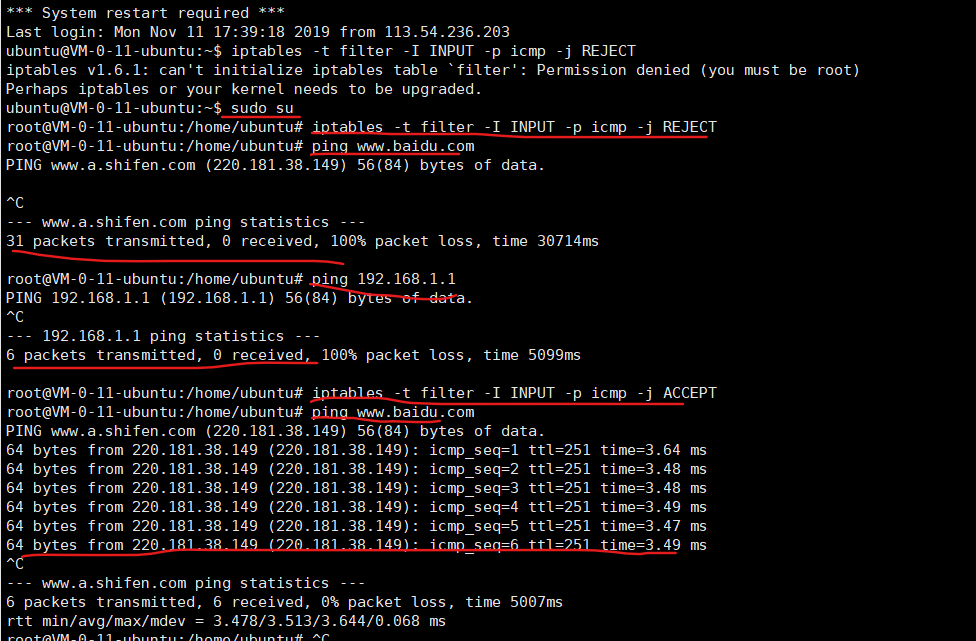 *** System restart required ***
Last login: Mon Nov 11 17:39:18 2019 from 113.54.236.203
ubuntu@VM-0-11-ubuntu:~$ iptables -t filter -I INPUT -p icmp -j REJECT
iptables v1.6.1: can't initialize iptables table `filter': Permission denied (you must be root)
Perhaps iptables or your kernel needs to be upgraded.
ubuntu@VM-0-11-ubuntu:~$ sudo su
root@VM-0-11-ubuntu:/home/ubuntu# iptables -t filter -I INPUT -p icmp -j REJECT
root@VM-0-11-ubuntu:/home/ubuntu# ping www.baidu.com
PING www.a.shifen.com (220.181.38.149) 56(84) bytes of data.
^C
--- www.a.shifen.com ping statistics ---
31 packets transmitted, 0 received, 100% packet loss, time 30714ms
root@VM-0-11-ubuntu:/home/ubuntu# ping 192.168.1.1
PING 192.168.1.1 (192.168.1.1) 56(84) bytes of data.
^C
--- 192.168.1.1 ping statistics ---
6 packets transmitted, 0 received, 100% packet loss, time 5099ms
root@VM-0-11-ubuntu:/home/ubuntu# iptables -t filter -I INPUT -p icmp -j ACCEPT
root@VM-0-11-ubuntu:/home/ubuntu# ping www.baidu.com
PING www.a.shifen.com (220.181.38.149) 56(84) bytes of data.
64 bytes from 220.181.38.149 (220.181.38.149): icmp_seq=1 ttl=251 time=3.64 ms
64 bytes from 220.181.38.149 (220.181.38.149): icmp_seq=2 ttl=251 time=3.48 ms
64 bytes from 220.181.38.149 (220.181.38.149): icmp_seq=3 ttl=251 time=3.48 ms
64 bytes from 220.181.38.149 (220.181.38.149): icmp_seq=4 ttl=251 time=3.49 ms
64 bytes from 220.181.38.149 (220.181.38.149): icmp_seq=5 ttl=251 time=3.47 ms
64 bytes from 220.181.38.149 (220.181.38.149): icmp_seq=6 ttl=251 time=3.49 ms
^C
--- www.a.shifen.com ping statistics ---
6 packets transmitted, 6 received, 0% packet loss, time 5007ms
rtt min/avg/max/mdev = 3.478/3.513/3.644/0.068 ms
root@VM-0-11-ubuntu:/home/ubuntu# ^C